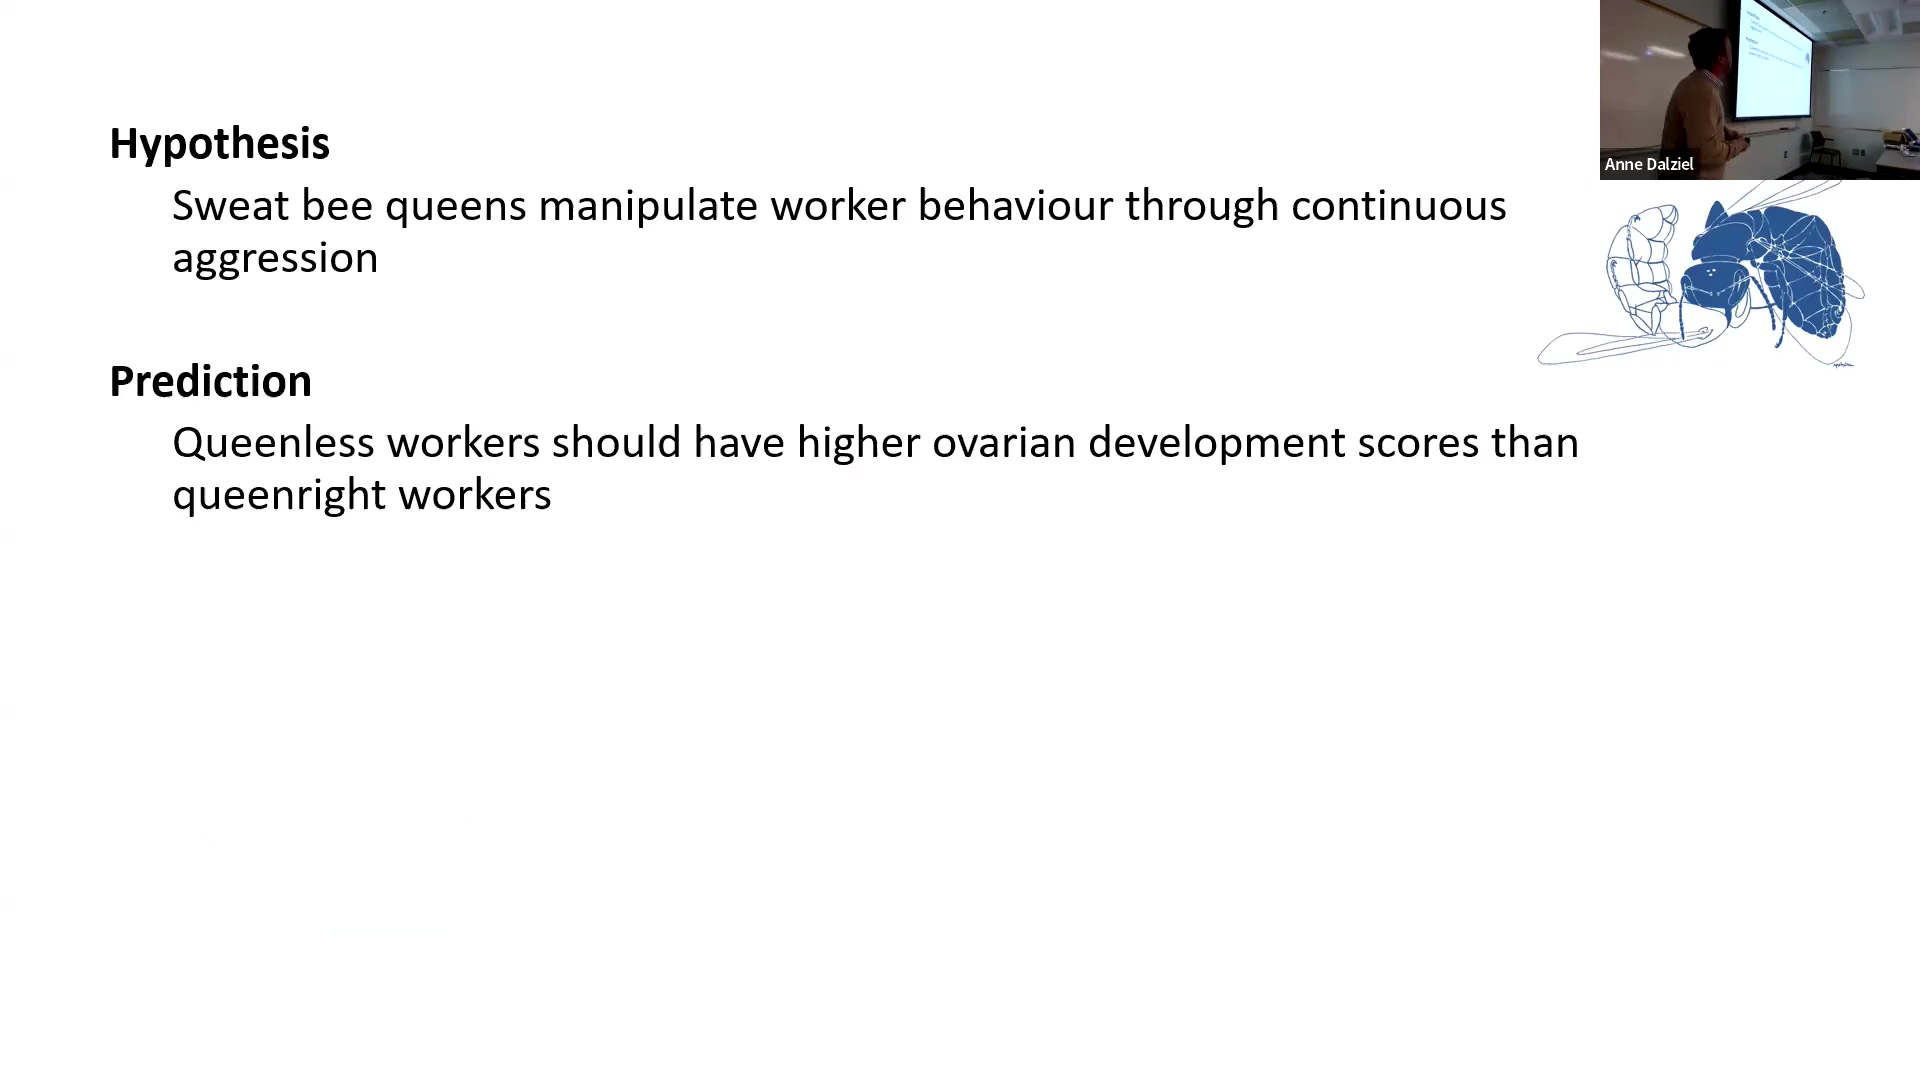 Hypothesis
Sweat bee queens manipulate worker behaviour through continuous
aggression
Prediction
Queenless workers should have higher ovarian development scores than
queenright workers
Anne Dalziel